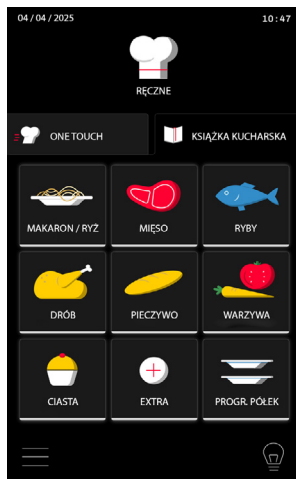 04 / 04 / 2025
10 : 47
RĘCZNE
ONE TOUCH
KSIĄŻKA KUCHARSKA
MAKARON / RYŻ
MIĘSO
RYBY
DRÓB
PIECZYWO
WARZYWA
CIASTA
EXTRA
PROGR. PÓŁEK